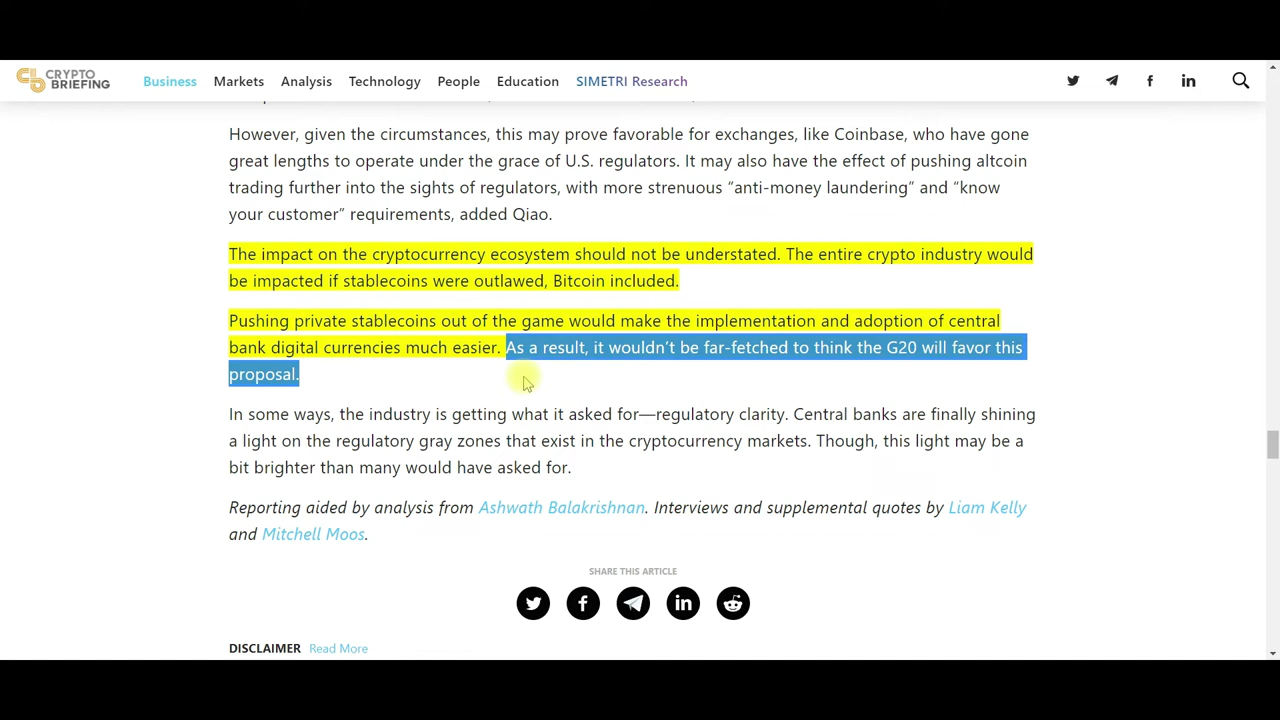 CRYPTO
BRIEFING
Business Markets Analysis Technology People Education SIMETRI Research
However, given the circumstances, this may prove favorable for exchanges, like Coinbase, who have gone
great lengths to operate under the grace of U.S. regulators. It may also have the effect of pushing altcoin
trading further into the sights of regulators, with more strenuous “anti-money laundering” and “know
your customer” requirements, added Qiao.
The impact on the cryptocurrency ecosystem should not be understated. The entire crypto industry would
be impacted if stablecoins were outlawed, Bitcoin included.
Pushing private stablecoins out of the game would make the implementation and adoption of central
bank digital currencies much easier. As a result, it wouldn’t be far-fetched to think the G20 will favor this
proposal.
In some ways, the industry is getting what it asked for—regulatory clarity. Central banks are finally shining
a light on the regulatory gray zones that exist in the cryptocurrency markets. Though, this light may be a
bit brighter than many would have asked for.
Reporting aided by analysis from Ashwath Balakrishnan. Interviews and supplemental quotes by Liam Kelly
and Mitchell Moos.
SHARE THIS ARTICLE
DISCLAIMER Read More